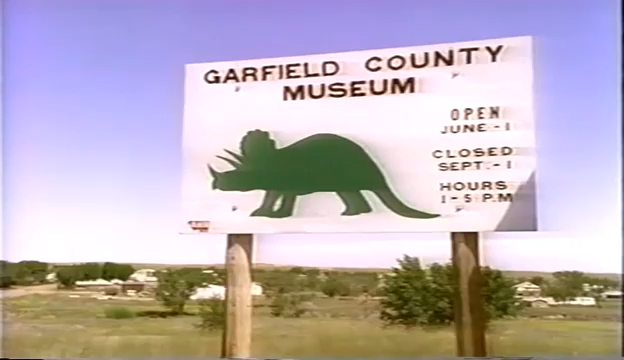 GARFIELD COUNTY
MUSEUM
OPEN
JUNE - 1
CLOSED
SEPT. - 1
HOURS
1 - 5 P.M